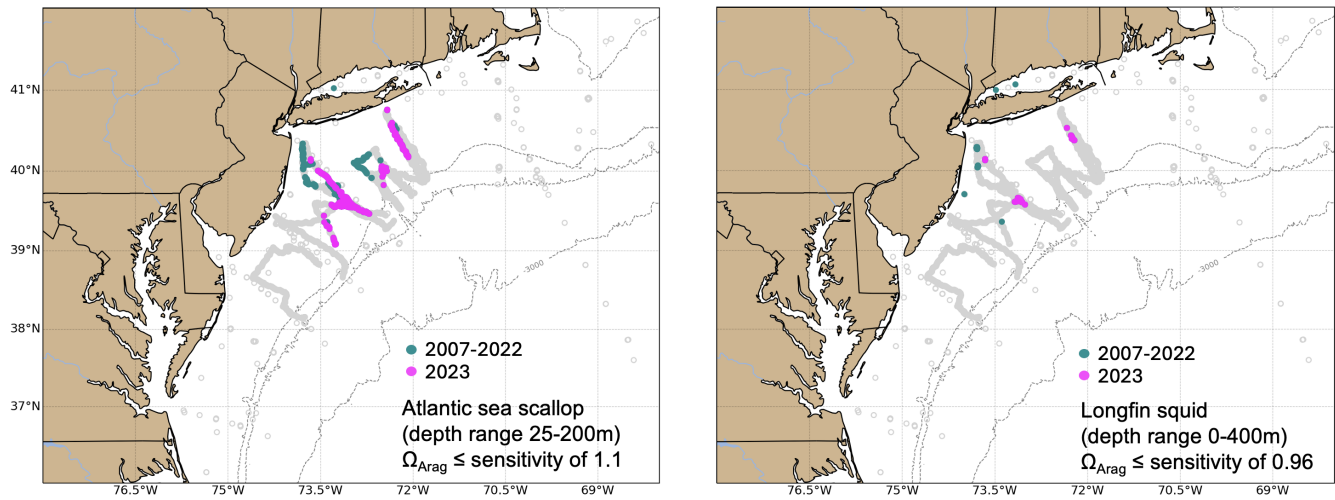 41°N
40°N
39°N
38°N
37°N
-3000
2007-2022
2023
Atlantic sea scallop
(depth range 25-200m)
Ω_Arag ≤ sensitivity of 1.1
76.5°W 75°W 73.5°W 72°W 70.5°W 69°W
-3000
2007-2022
2023
Longfin squid
(depth range 0-400m)
Ω_Arag ≤ sensitivity of 0.96
76.5°W 75°W 73.5°W 72°W 70.5°W 69°W